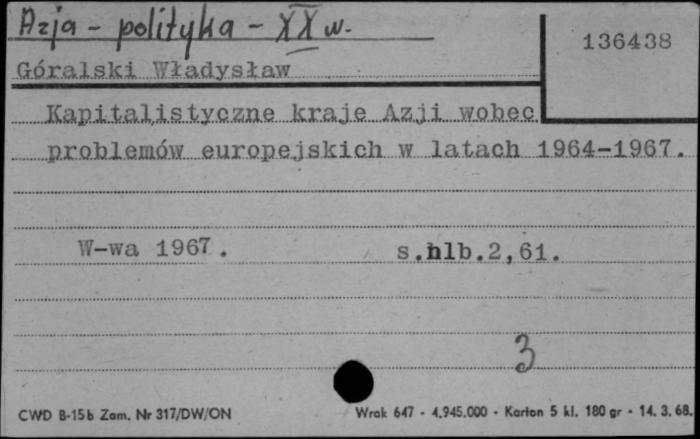 Azja - polityka - XX w.
136438
Góralski Władysław
Kapitalistyczne kraje Azji wobec
problemów europejskich w latach 1964-1967.
W-wa 1967. s.nlb.2,61.
3
CWD B-15b Zam. Nr 317/DW/ON Wrak 647 - 4.945.000 - Karton 5 kl. 180 gr - 14. 3. 68.